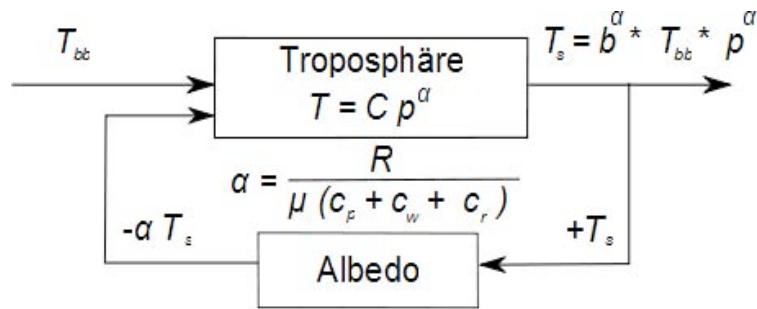 T_bb
T_s = b^α * T_bb * p^α
Troposphäre
T = C p^α
α = R / μ (c_p + c_w + c_r)
-α T_s
+T_s
Albedo